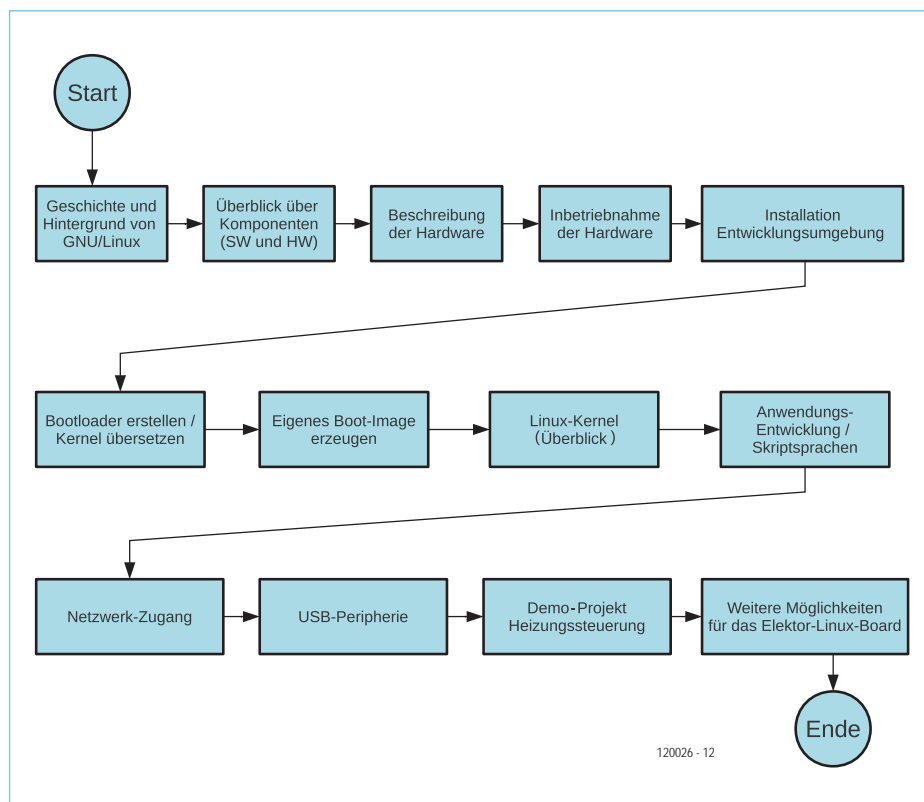 Start
Geschichte und
Hintergrund von
GNU/Linux
Überblick über
Komponenten
(SW und HW)
Beschreibung
der Hardware
Inbetriebnahme
der Hardware
Installation
Entwicklungsumgebung
Bootloader erstellen /
Kernel übersetzen
Eigenes Boot-Image
erzeugen
Linux-Kernel
(Überblick )
Anwendungs-
Entwicklung /
Skriptsprachen
Netzwerk-Zugang
USB-Peripherie
Demo-Projekt
Heizungssteuerung
Weitere Möglichkeiten
für das Elektor-Linux-Board
Ende
120026 - 12